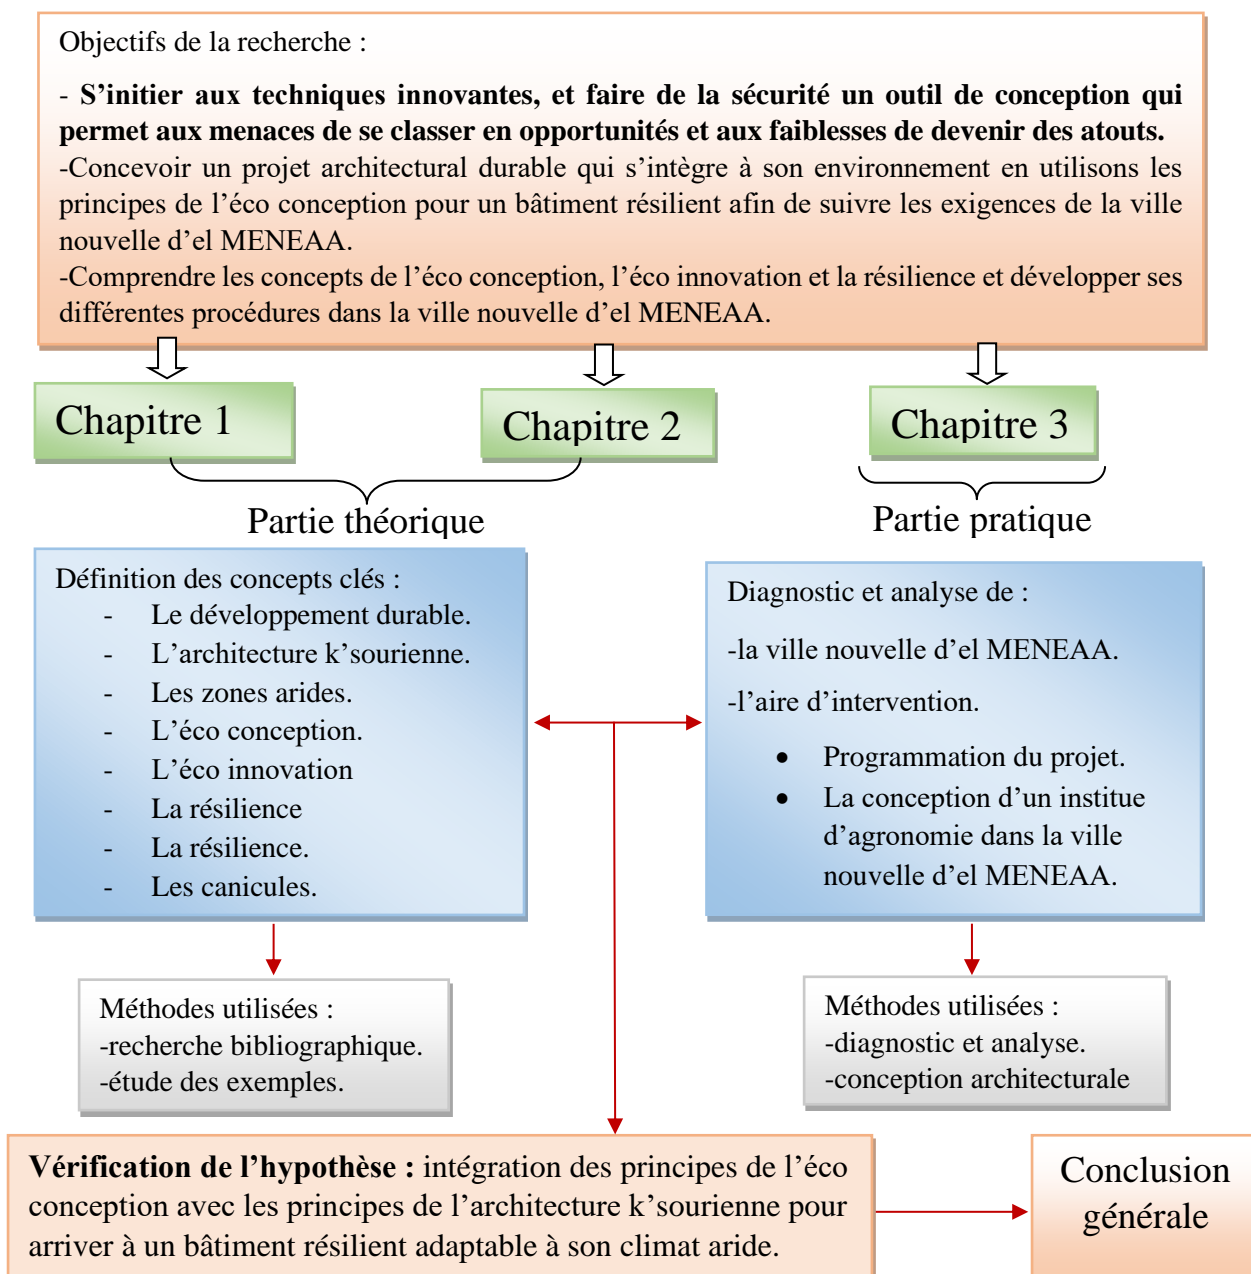 Objectifs de la recherche :
- S’initier aux techniques innovantes, et faire de la sécurité un outil de conception qui
permet aux menaces de se classer en opportunités et aux faiblesses de devenir des atouts.
-Concevoir un projet architectural durable qui s’intègre à son environnement en utilisons les
principes de l’éco conception pour un bâtiment résilient afin de suivre les exigences de la ville
nouvelle d’el MENEAA.
-Comprendre les concepts de l’éco conception, l’éco innovation et la résilience et développer ses
différentes procédures dans la ville nouvelle d’el MENEAA.
Chapitre 1
Chapitre 2
Chapitre 3
Partie théorique
Partie pratique
Définition des concepts clés :
- Le développement durable.
- L’architecture k’sourienne.
- Les zones arides.
- L’éco conception.
- L’éco innovation
- La résilience
- La résilience.
- Les canicules.
Diagnostic et analyse de :
-la ville nouvelle d’el MENEAA.
-l’aire d’intervention.
• Programmation du projet.
• La conception d’un institue
d’agronomie dans la ville
nouvelle d’el MENEAA.
Méthodes utilisées :
-recherche bibliographique.
-étude des exemples.
Méthodes utilisées :
-diagnostic et analyse.
-conception architecturale
Vérification de l’hypothèse : intégration des principes de l’éco
conception avec les principes de l’architecture k’sourienne pour
arriver à un bâtiment résilient adaptable à son climat aride.
Conclusion
générale